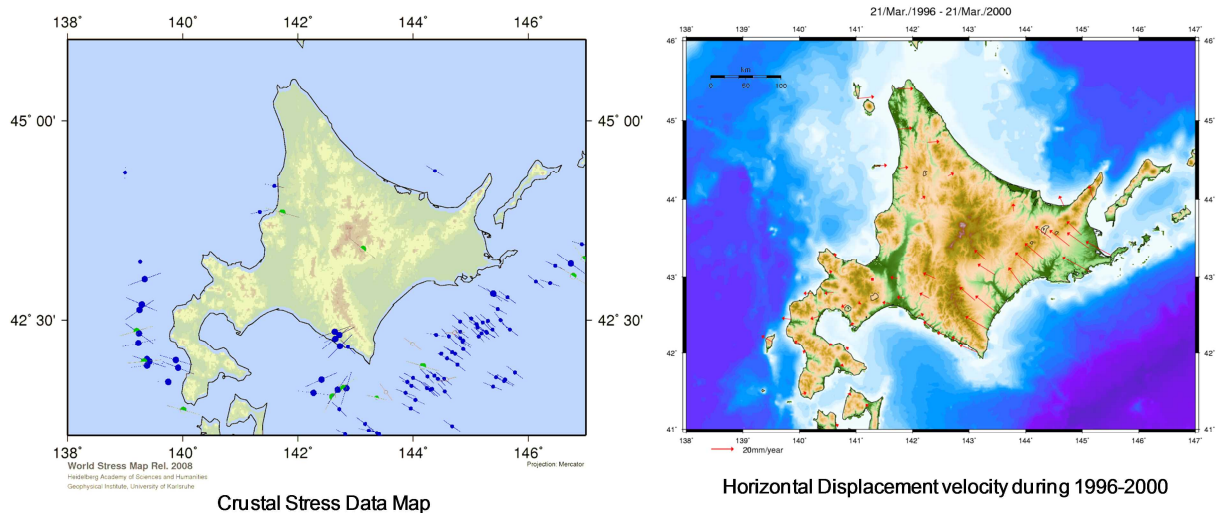 138° 140° 142° 144° 146°
45° 00'
45° 00'
42° 30'
42° 30'
138° 140° 142° 144° 146°
World Stress Map Rel. 2008
Heidelberg Academy of Sciences and Humanities
Geophysical Institute, University of Karlsruhe
Projection: Mercator
Crustal Stress Data Map
21/Mar./1996 - 21/Mar./2000
138° 139° 140° 141° 142° 143° 144° 145° 146° 147°
46° 46°
0 50 100
45° 45°
44° 44°
43° 43°
42° 42°
41° 41°
138° 139° 140° 141° 142° 143° 144° 145° 146° 147°
20mm/year
Horizontal Displacement velocity during 1996-2000